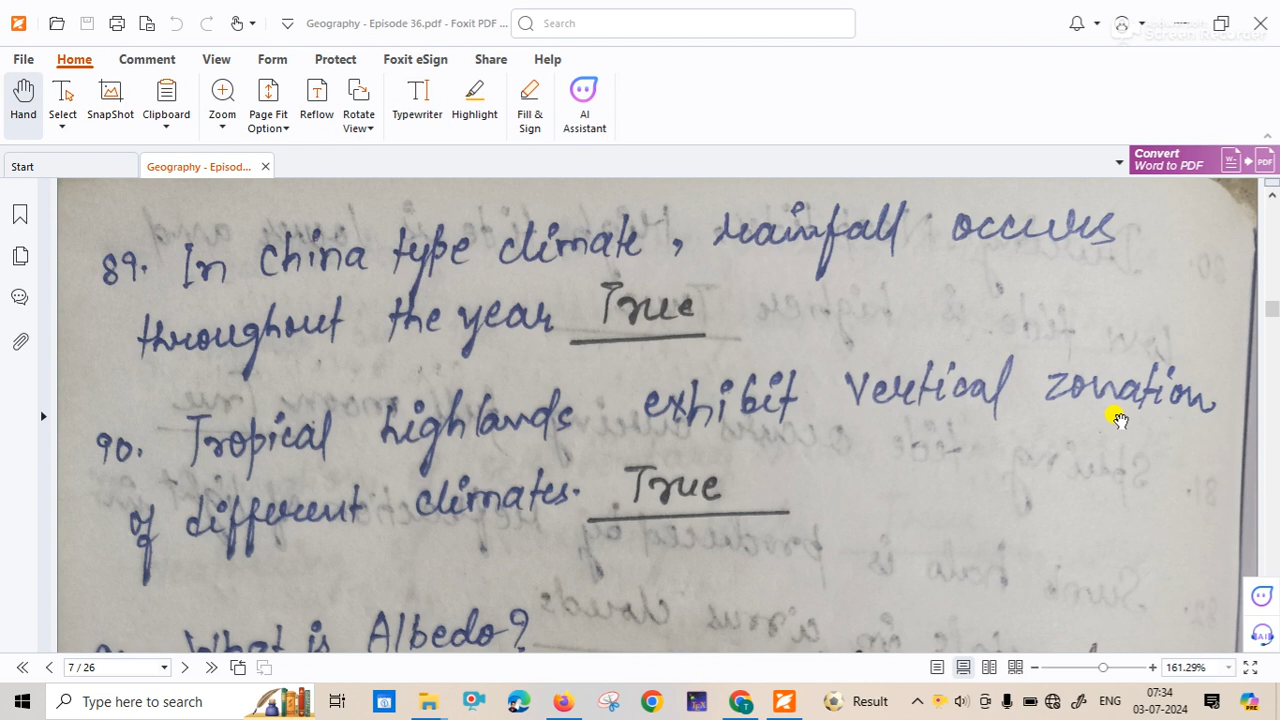 Geography - Episode 36.pdf - Foxit PDF ...
Search
File
Home
Comment
View
Form
Protect
Foxit eSign
Share
Help
Hand
Select
SnapShot
Clipboard
Zoom
Page Fit Option
Reflow
Rotate View
Typewriter
Highlight
Fill & Sign
AI Assistant
Start
Geography - Episod...
Convert
Word to PDF
89. In China type climate, rainfall occurs
throughout the year True
90. Tropical highlands exhibit vertical zonation
of different climates. True
What is Albedo?
7 / 26
161.29%
Type here to search
Result
ENG
07:34
03-07-2024